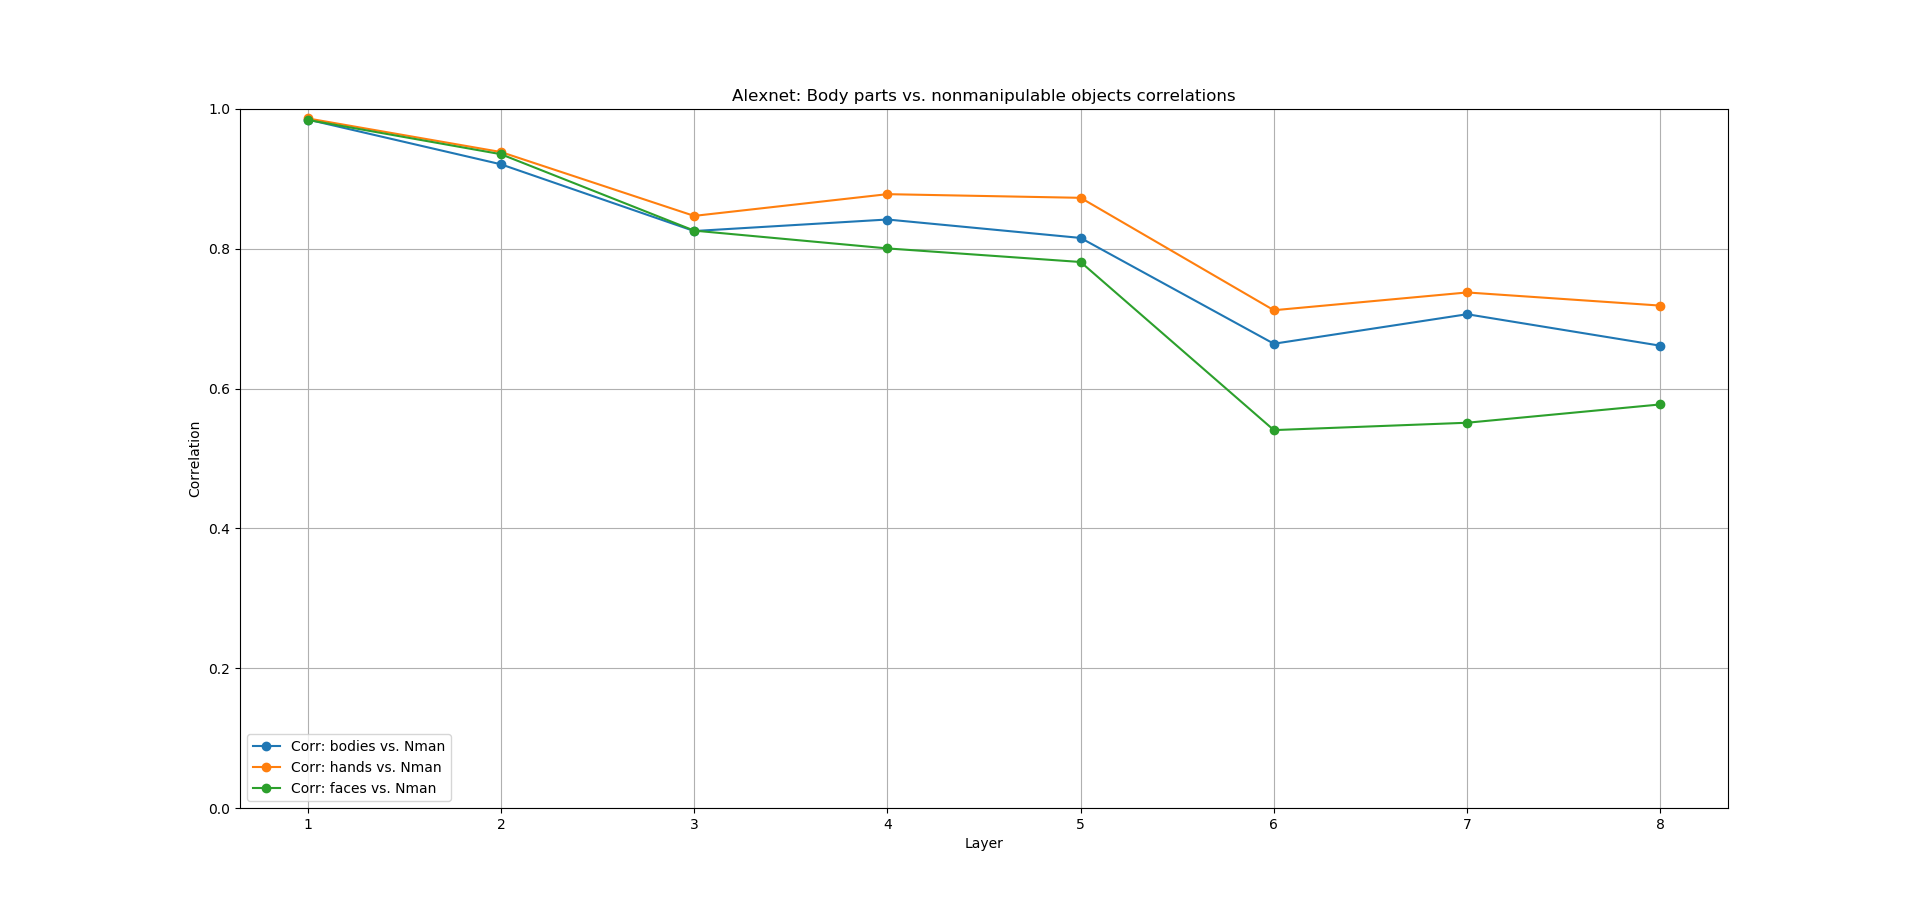 Alexnet: Body parts vs. nonmanipulable objects correlations
1.0
0.8
0.6
0.4
0.2
0.0
Correlation
Corr: bodies vs. Nman
Corr: hands vs. Nman
Corr: faces vs. Nman
1 2 3 4 5 6 7 8
Layer